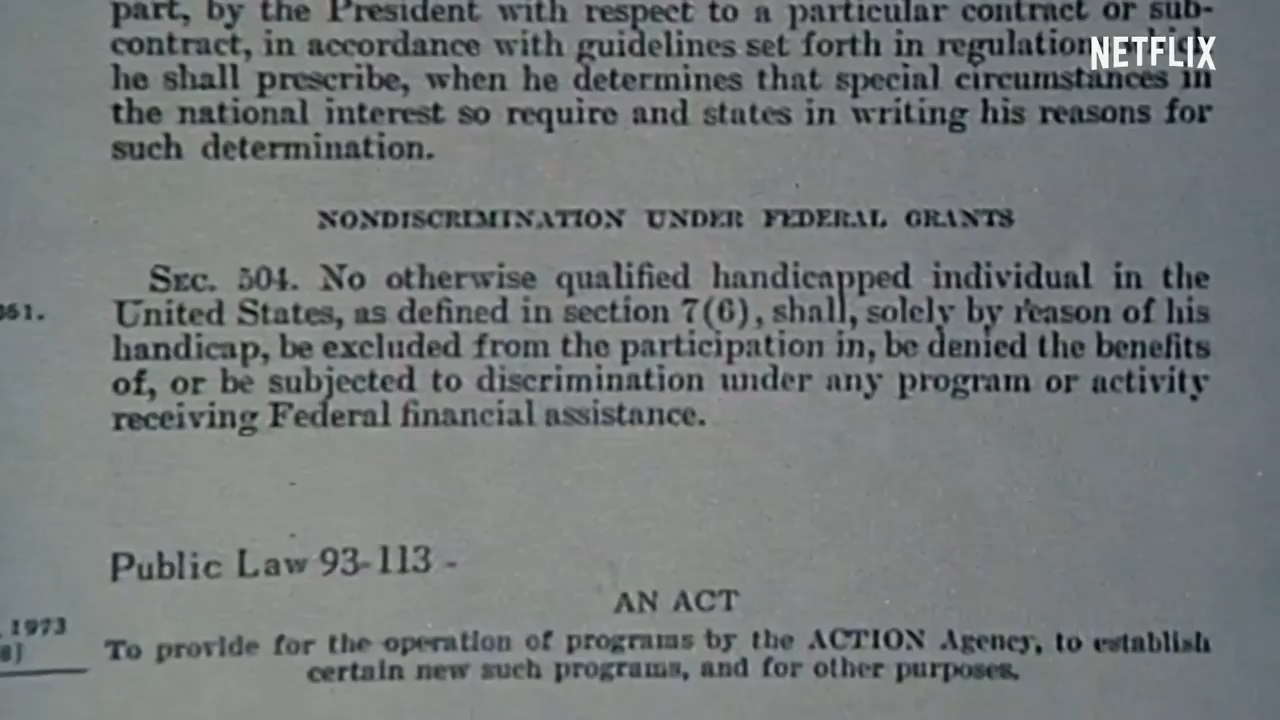 part, by the President with respect to a particular contract or sub-
contract, in accordance with guidelines set forth in regulation
NETFLIX
he shall prescribe, when he determines that special circumstances in
the national interest so require and states in writing his reasons for
such determination.
NONDISCRIMINATION UNDER FEDERAL GRANTS
SEC. 504. No otherwise qualified handicapped individual in the
United States, as defined in section 7(6), shall, solely by reason of his
handicap, be excluded from the participation in, be denied the benefits
of, or be subjected to discrimination under any program or activity
receiving Federal financial assistance.
Public Law 93-113 -
AN ACT
1973
To provide for the operation of programs by the ACTION Agency, to establish
certain new such programs, and for other purposes.